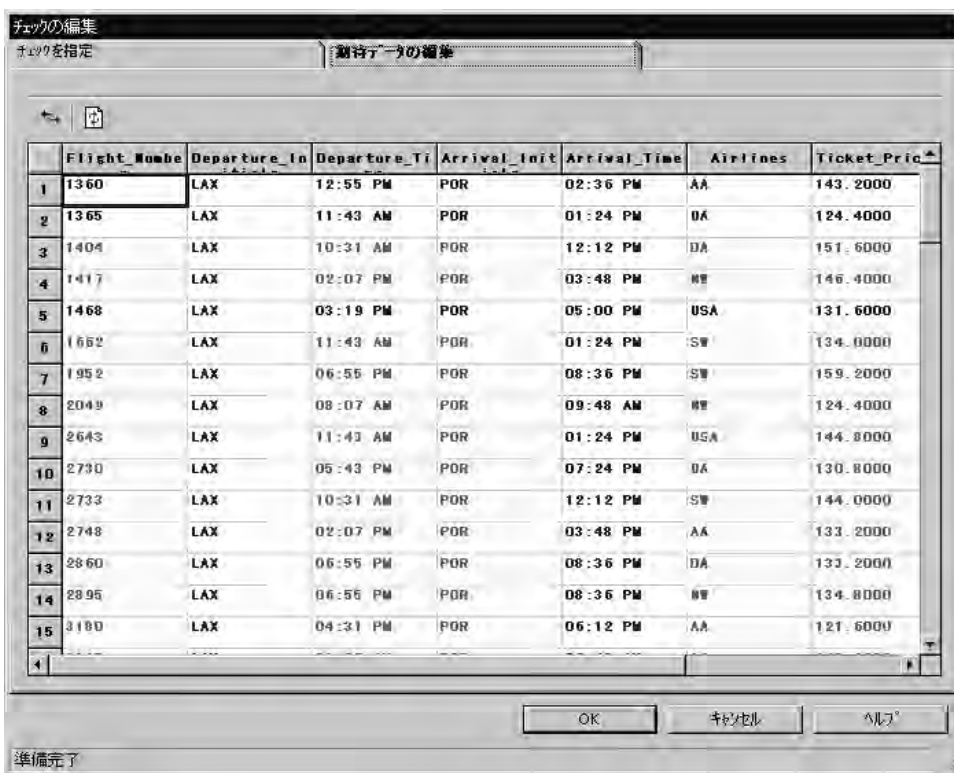 チェックの編集
チェックを指定 期待データの編集
Flight_Numbe Departure_In Departure_Ti Arrival_Init Arrival_Time Airlines Ticket_Pric
1 1360 LAX 12:55 PM POR 02:36 PM AA 143.2000
2 1365 LAX 11:43 AM POR 01:24 PM UA 124.4000
3 1404 LAX 10:31 AM POR 12:12 PM DA 151.6000
4 1417 LAX 02:07 PM POR 03:48 PM NW 146.4000
5 1468 LAX 03:19 PM POR 05:00 PM USA 131.6000
6 1662 LAX 11:43 AM POR 01:24 PM SW 134.0000
7 1952 LAX 06:55 PM POR 08:36 PM SW 159.2000
8 2049 LAX 08:07 AM POR 09:48 AM NW 124.4000
9 2643 LAX 11:43 AM POR 01:24 PM USA 144.8000
10 2730 LAX 05:43 PM POR 07:24 PM UA 130.8000
11 2733 LAX 10:31 AM POR 12:12 PM SW 144.0000
12 2748 LAX 02:07 PM POR 03:48 PM AA 133.2000
13 2860 LAX 06:55 PM POR 08:36 PM DA 133.2000
14 2895 LAX 06:55 PM POR 08:36 PM NW 134.8000
15 3180 LAX 04:31 PM POR 06:12 PM AA 121.6000
OK キャンセル ヘルプ
準備完了